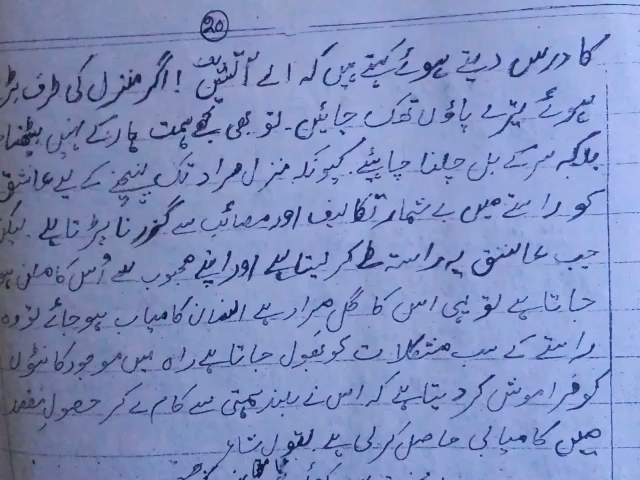 20
کا درس دیتے ہوئے کہتے ہیں کہ اے آتش! اگر منزل کی طرف
ہوئے تیرے پاؤں تھک جائیں۔ تو بھی تجھے ہمت ہار کے نہیں بیٹھنا
بلکہ سر کے بل چلنا چاہیئے کیونکہ منزل مراد تک پہنچنے کے لیے عاشق
کو راستے میں بے شمار تکالیف اور مصائب سے گزرنا پڑتا ہے۔ لیکن
جب عاشق یہ راستہ طے کر لیتا ہے اور اپنے محبوب سے اُس کا ملن ہو
جاتا ہے تو یہی اس کا گل مراد ہے انسان کامیاب ہو جائے تو وہ
راستے کے سب مشکلات کو بھول جاتا ہے راہ میں موجود کانٹوں
کو فراموش کر دیتا ہے کہ اس نے بلند ہمتی سے کام لے کر حصول مقصد
میں کامیابی حاصل کر لی ہے بقول شاعر